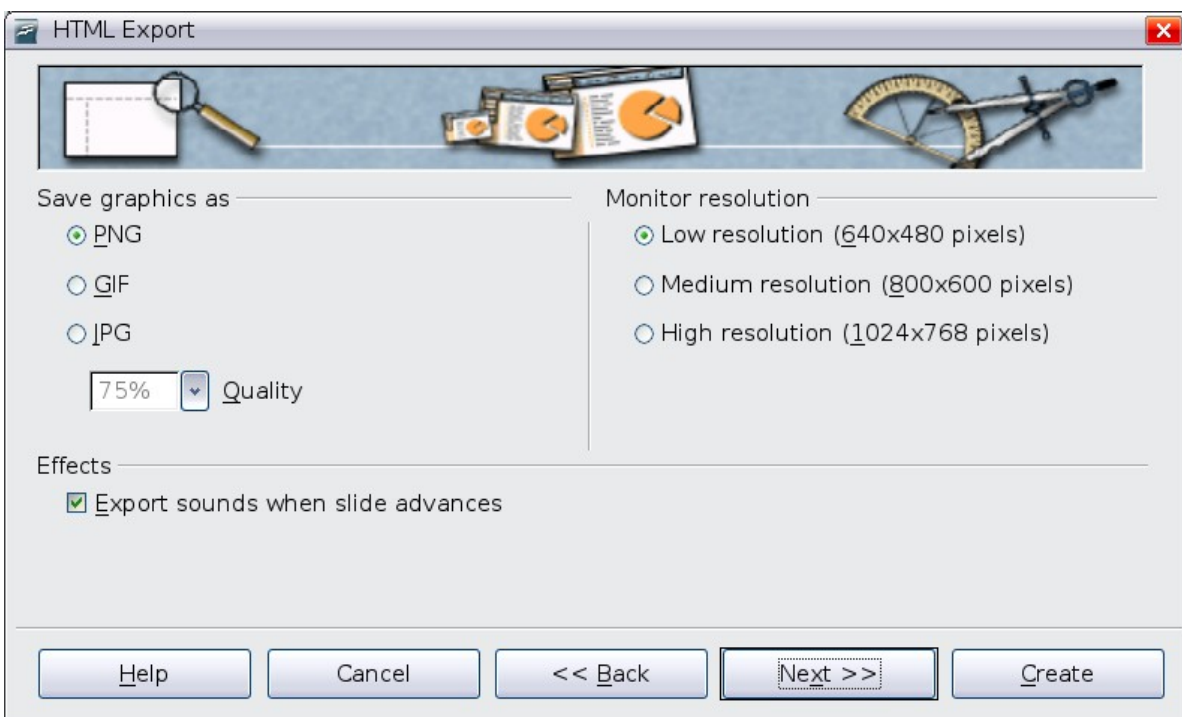 HTML Export
Save graphics as
PNG
GIF
JPG
75% Quality
Monitor resolution
Low resolution (640x480 pixels)
Medium resolution (800x600 pixels)
High resolution (1024x768 pixels)
Effects
Export sounds when slide advances
Help
Cancel
<< Back
Next >>
Create